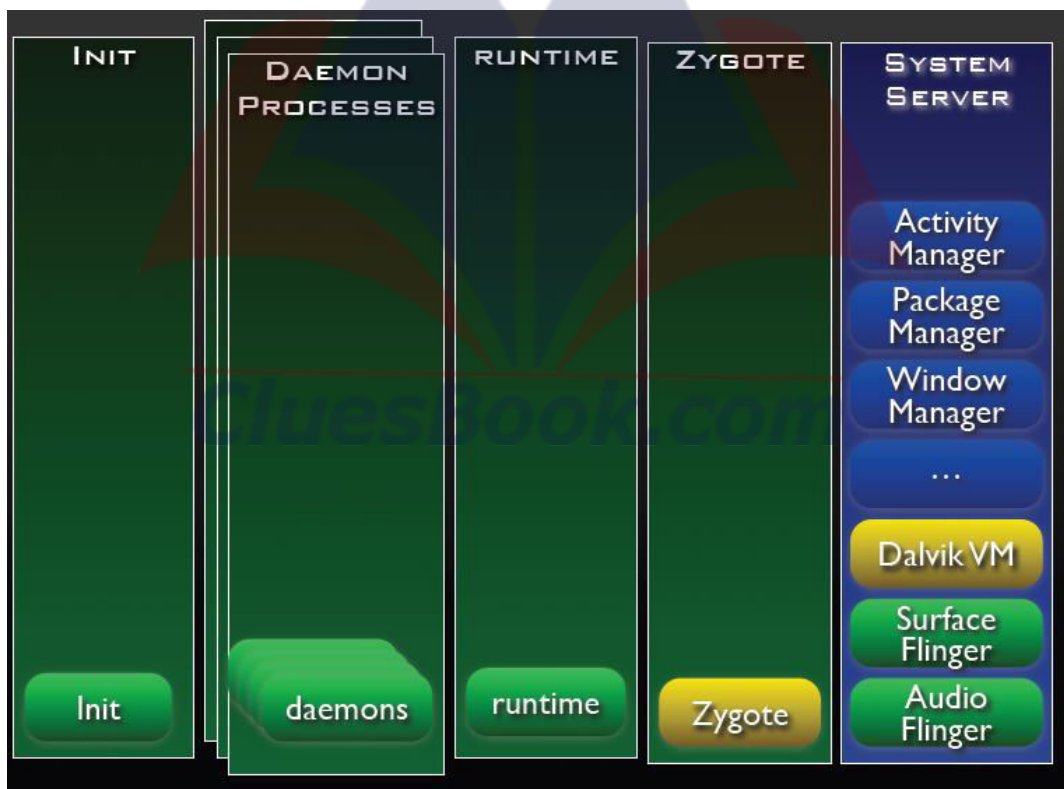 INIT
DAEMON
PROCESSES
RUNTIME
ZYGOTE
SYSTEM
SERVER
Activity
Manager
Package
Manager
Window
Manager
...
Dalvik VM
Surface
Flinger
Audio
Flinger
Init
daemons
runtime
Zygote
CluesBook.com